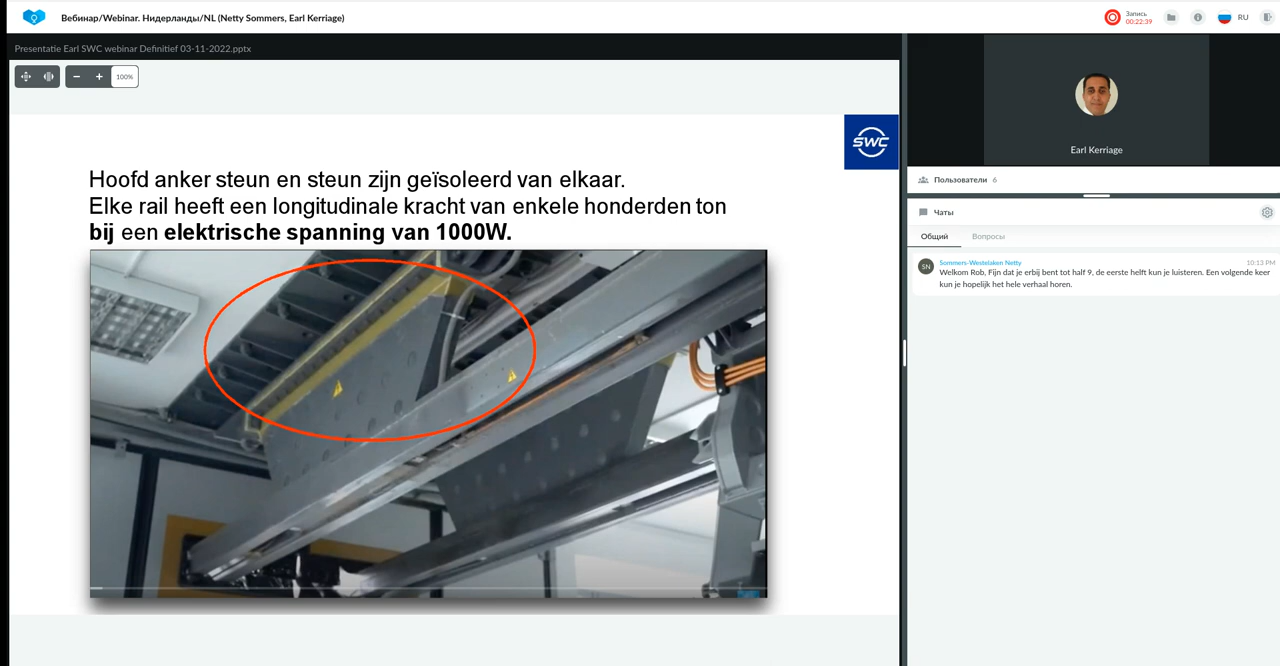 Вебинар/Webinar. Нидерланды/NL (Netty Sommers, Earl Kerriage)
Запись
00:22:39
RU
Presentatie Earl SWC webinar Definitief 03-11-2022.pptx
100%
SWC
Hoofd anker steun en steun zijn geïsoleerd van elkaar.
Elke rail heeft een longitudinale kracht van enkele honderden ton
bij een elektrische spanning van 1000W.
Earl Kerriage
Пользователи 6
Чаты
Общий Вопросы
SN
Sommers-Westelaken Netty 10:13 PM
Welkom Rob, Fijn dat je erbij bent tot half 9, de eerste helft kun je luisteren. Een volgende keer
kun je hopelijk het hele verhaal horen.